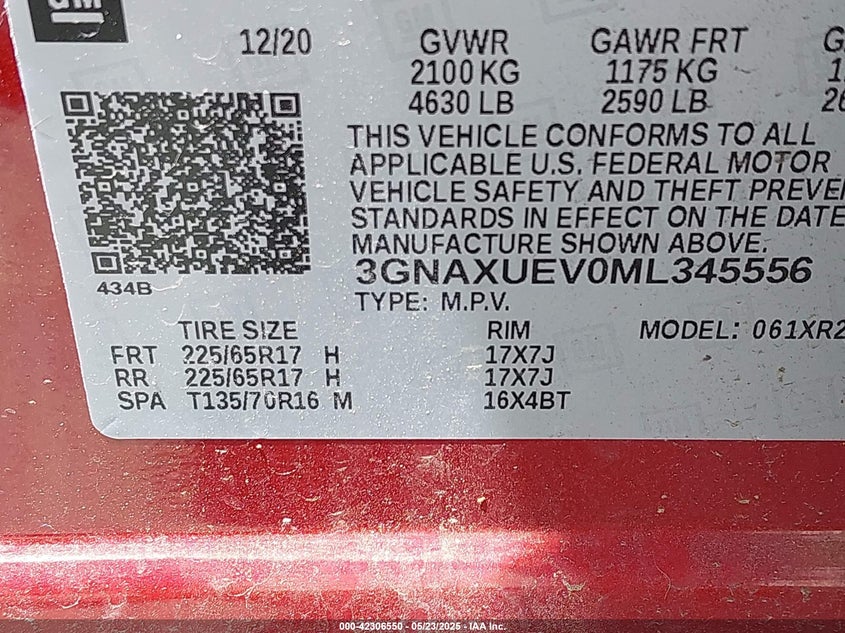 GM
12/20 GVWR GAWR FRT
2100 KG 1175 KG
4630 LB 2590 LB
THIS VEHICLE CONFORMS TO ALL
APPLICABLE U.S. FEDERAL MOTOR
VEHICLE SAFETY AND THEFT PREVE
STANDARDS IN EFFECT ON THE DATE
MANUFACTURE SHOWN ABOVE.
434B 3GNAXUEV0ML345556
TYPE: M.P.V.
TIRE SIZE RIM MODEL: 061XR2
FRT 225/65R17 H 17X7J
RR 225/65R17 H 17X7J
SPA T135/70R16 M 16X4BT
000-42306550 - 05/23/2025 - IAA Inc.